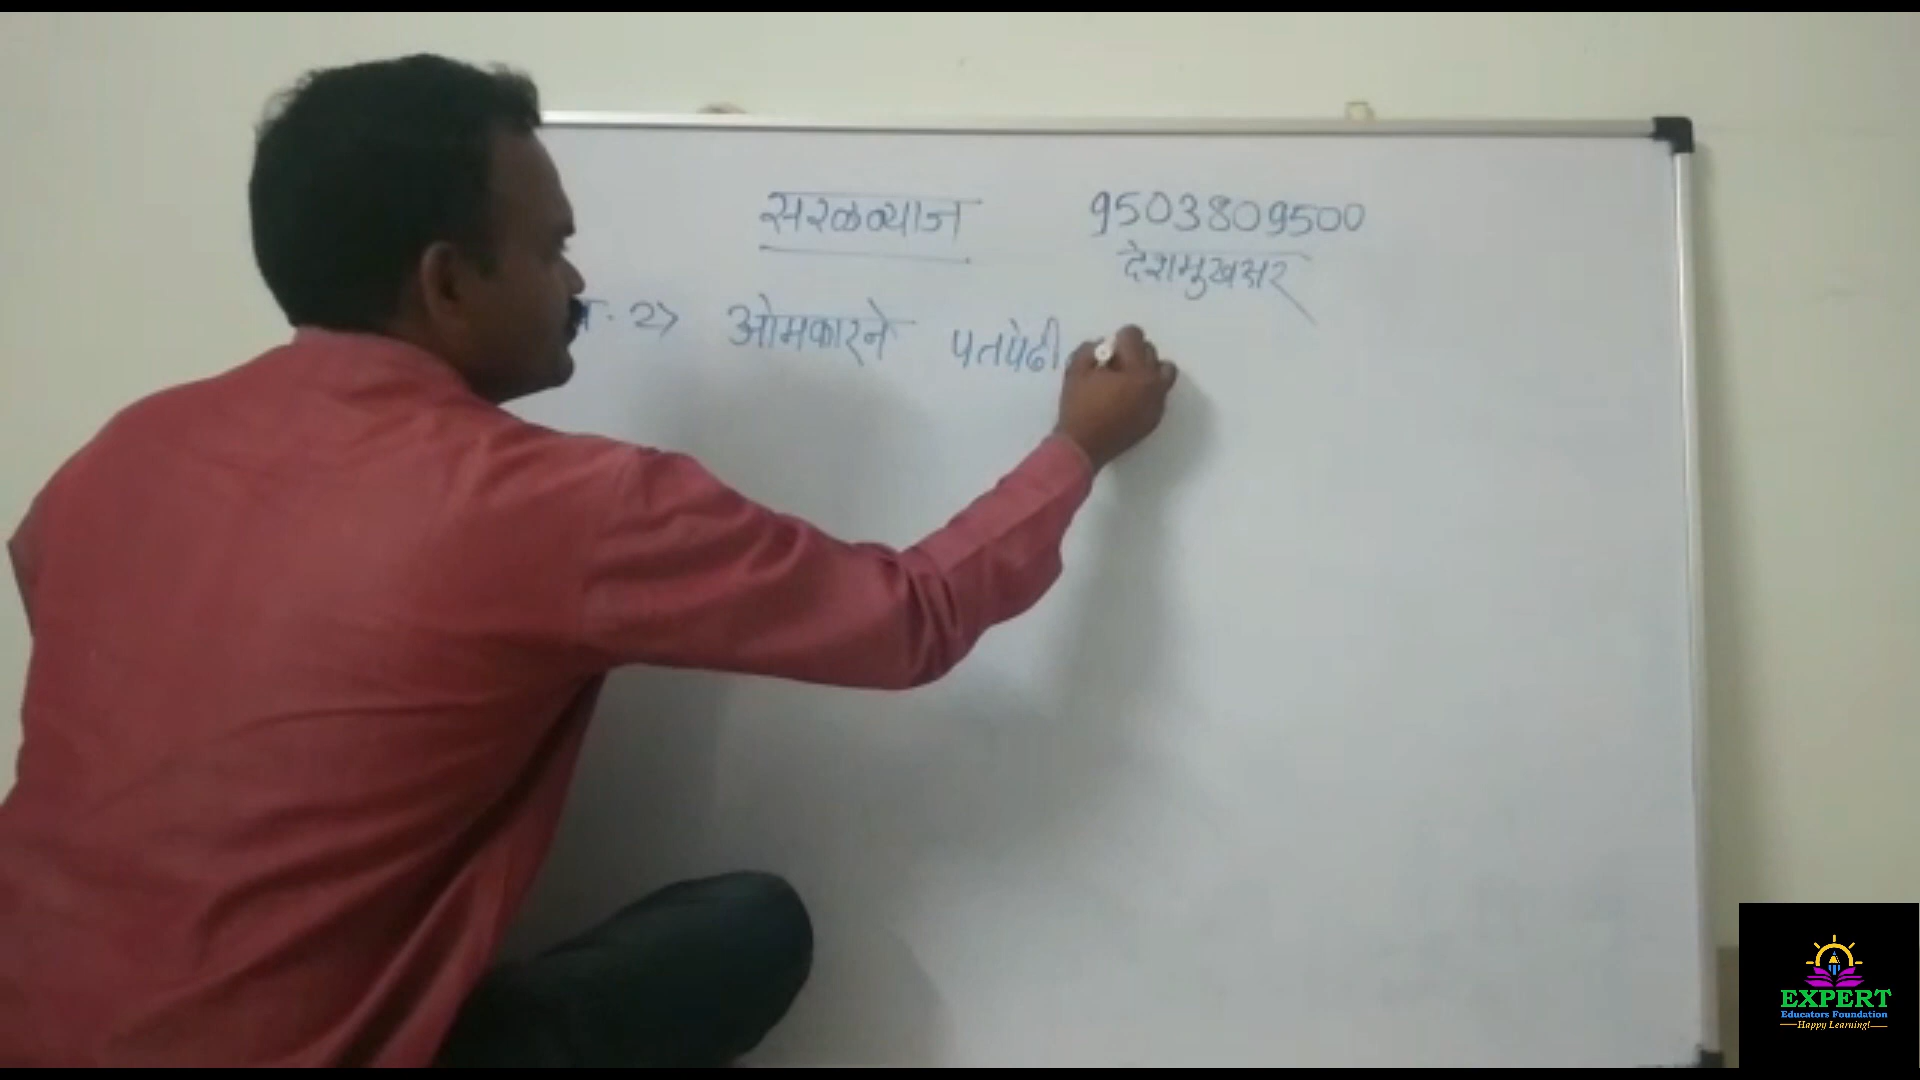 सरळव्याज 9503809500
देशमुखसर
2> ओमकारने पतपेढी
EXPERT
Educators Foundation
Happy Learning!